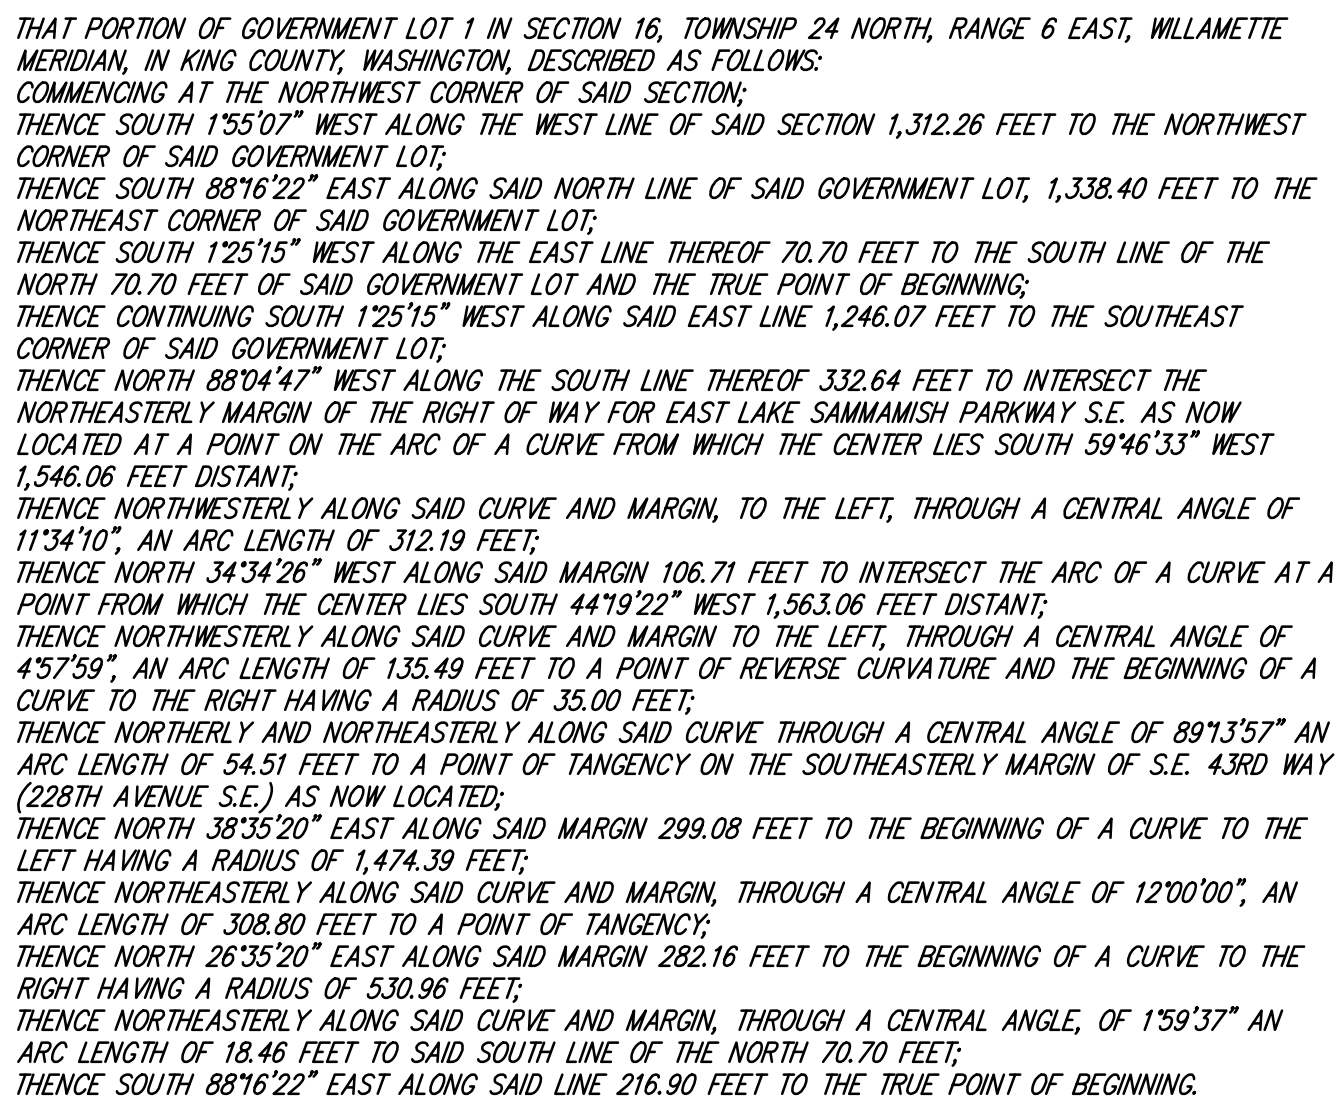 THAT PORTION OF GOVERNMENT LOT 1 IN SECTION 16, TOWNSHIP 24 NORTH, RANGE 6 EAST, WILLAMETTE
MERIDIAN, IN KING COUNTY, WASHINGTON, DESCRIBED AS FOLLOWS:
COMMENCING AT THE NORTHWEST CORNER OF SAID SECTION;
THENCE SOUTH 1°55'07" WEST ALONG THE WEST LINE OF SAID SECTION 1,312.26 FEET TO THE NORTHWEST
CORNER OF SAID GOVERNMENT LOT;
THENCE SOUTH 88°16'22" EAST ALONG SAID NORTH LINE OF SAID GOVERNMENT LOT, 1,338.40 FEET TO THE
NORTHEAST CORNER OF SAID GOVERNMENT LOT;
THENCE SOUTH 1°25'15" WEST ALONG THE EAST LINE THEREOF 70.70 FEET TO THE SOUTH LINE OF THE
NORTH 70.70 FEET OF SAID GOVERNMENT LOT AND THE TRUE POINT OF BEGINNING;
THENCE CONTINUING SOUTH 1°25'15" WEST ALONG SAID EAST LINE 1,246.07 FEET TO THE SOUTHEAST
CORNER OF SAID GOVERNMENT LOT;
THENCE NORTH 88°04'47" WEST ALONG THE SOUTH LINE THEREOF 332.64 FEET TO INTERSECT THE
NORTHEASTERLY MARGIN OF THE RIGHT OF WAY FOR EAST LAKE SAMMAMISH PARKWAY S.E. AS NOW
LOCATED AT A POINT ON THE ARC OF A CURVE FROM WHICH THE CENTER LIES SOUTH 59°46'33" WEST
1,546.06 FEET DISTANT;
THENCE NORTHWESTERLY ALONG SAID CURVE AND MARGIN, TO THE LEFT, THROUGH A CENTRAL ANGLE OF
11°34'10", AN ARC LENGTH OF 312.19 FEET;
THENCE NORTH 34°34'26" WEST ALONG SAID MARGIN 106.71 FEET TO INTERSECT THE ARC OF A CURVE AT A
POINT FROM WHICH THE CENTER LIES SOUTH 44°19'22" WEST 1,563.06 FEET DISTANT;
THENCE NORTHWESTERLY ALONG SAID CURVE AND MARGIN TO THE LEFT, THROUGH A CENTRAL ANGLE OF
4°57'59", AN ARC LENGTH OF 135.49 FEET TO A POINT OF REVERSE CURVATURE AND THE BEGINNING OF A
CURVE TO THE RIGHT HAVING A RADIUS OF 35.00 FEET;
THENCE NORTHERLY AND NORTHEASTERLY ALONG SAID CURVE THROUGH A CENTRAL ANGLE OF 89°13'57" AN
ARC LENGTH OF 54.51 FEET TO A POINT OF TANGENCY ON THE SOUTHEASTERLY MARGIN OF S.E. 43RD WAY
(228TH AVENUE S.E.) AS NOW LOCATED;
THENCE NORTH 38°35'20" EAST ALONG SAID MARGIN 299.08 FEET TO THE BEGINNING OF A CURVE TO THE
LEFT HAVING A RADIUS OF 1,474.39 FEET;
THENCE NORTHEASTERLY ALONG SAID CURVE AND MARGIN, THROUGH A CENTRAL ANGLE OF 12°00'00", AN
ARC LENGTH OF 308.80 FEET TO A POINT OF TANGENCY;
THENCE NORTH 26°35'20" EAST ALONG SAID MARGIN 282.16 FEET TO THE BEGINNING OF A CURVE TO THE
RIGHT HAVING A RADIUS OF 530.96 FEET;
THENCE NORTHEASTERLY ALONG SAID CURVE AND MARGIN, THROUGH A CENTRAL ANGLE, OF 1°59'37" AN
ARC LENGTH OF 18.46 FEET TO SAID SOUTH LINE OF THE NORTH 70.70 FEET;
THENCE SOUTH 88°16'22" EAST ALONG SAID LINE 216.90 FEET TO THE TRUE POINT OF BEGINNING.